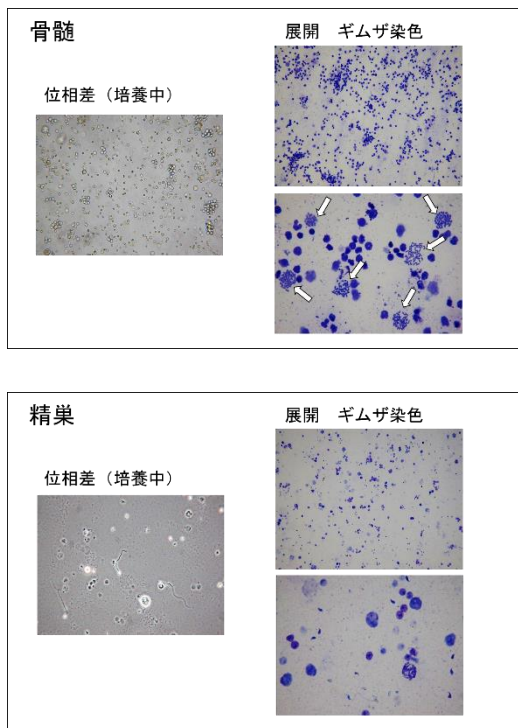 骨髄
展開　ギムザ染色
位相差（培養中）
精巣
展開　ギムザ染色
位相差（培養中）